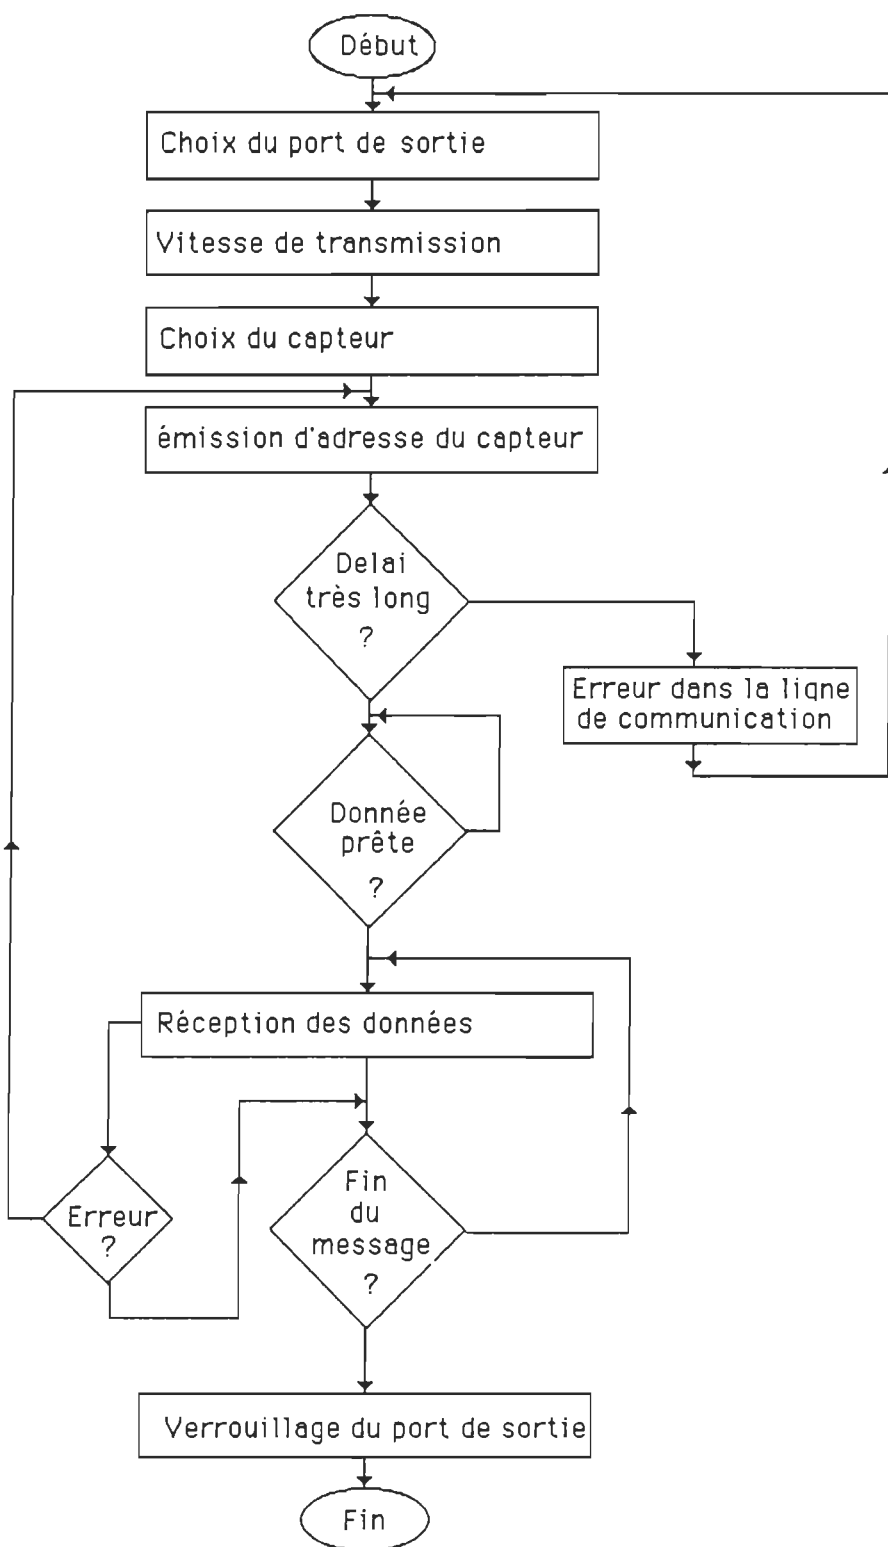 Début
Choix du port de sortie
Vitesse de transmission
Choix du capteur
émission d'adresse du capteur
Delai
très long
?
Erreur dans la ligne
de communication
Donnée
prête
?
Réception des données
Erreur
?
Fin
du
message
?
Verrouillage du port de sortie
Fin